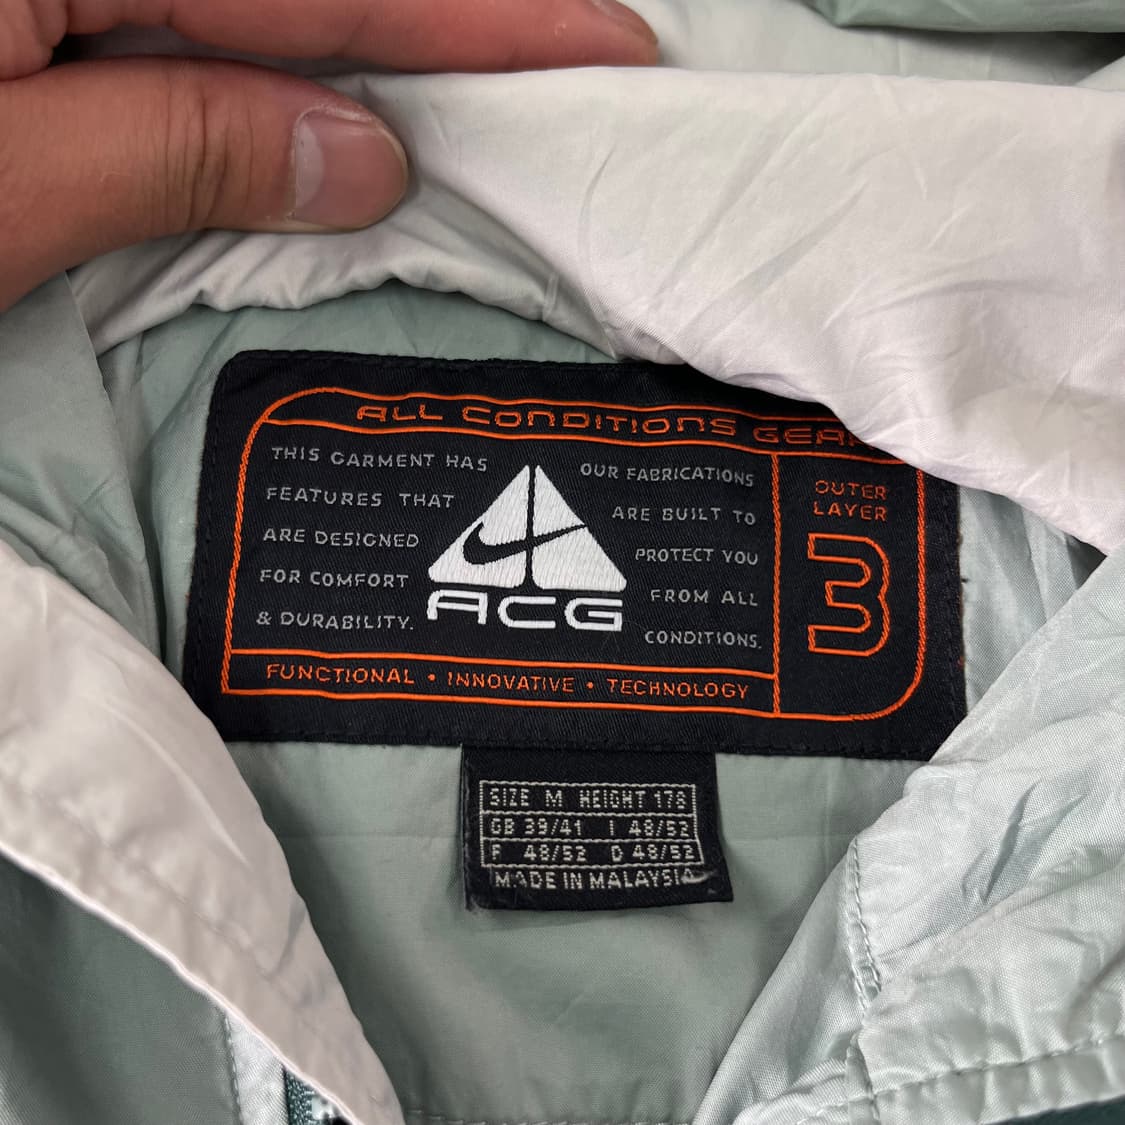 ALL CONDITIONS GEAR
THIS GARMENT HAS
FEATURES THAT
ARE DESIGNED
FOR COMFORT
& DURABILITY.
ACG
OUR FABRICATIONS
ARE BUILT TO
PROTECT YOU
FROM ALL
CONDITIONS.
OUTER
LAYER
3
FUNCTIONAL • INNOVATIVE • TECHNOLOGY
SIZE M HEIGHT 178
GB 39/41 I 48/52
F 48/52 D 48/52
MADE IN MALAYSIA